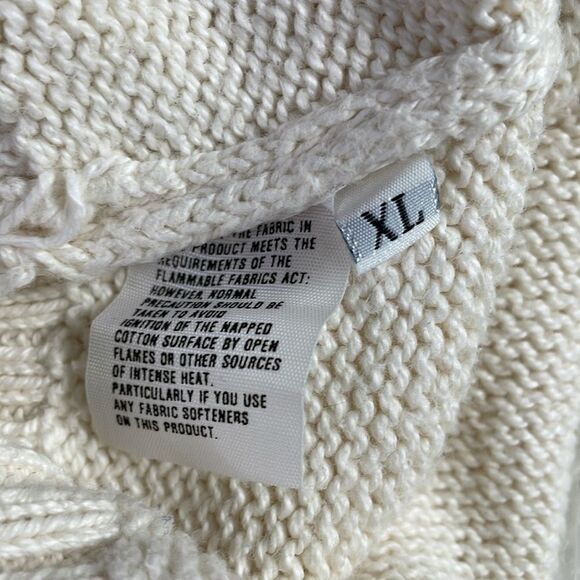 XL
THE FABRIC IN
PRODUCT MEETS THE
REQUIREMENTS OF THE
FLAMMABLE FABRICS ACT;
HOWEVER, NORMAL
PRECAUTION SHOULD BE
TAKEN TO AVOID
IGNITION OF THE NAPPED
COTTON SURFACE BY OPEN
FLAMES OR OTHER SOURCES
OF INTENSE HEAT.
PARTICULARLY IF YOU USE
ANY FABRIC SOFTENERS
ON THIS PRODUCT.